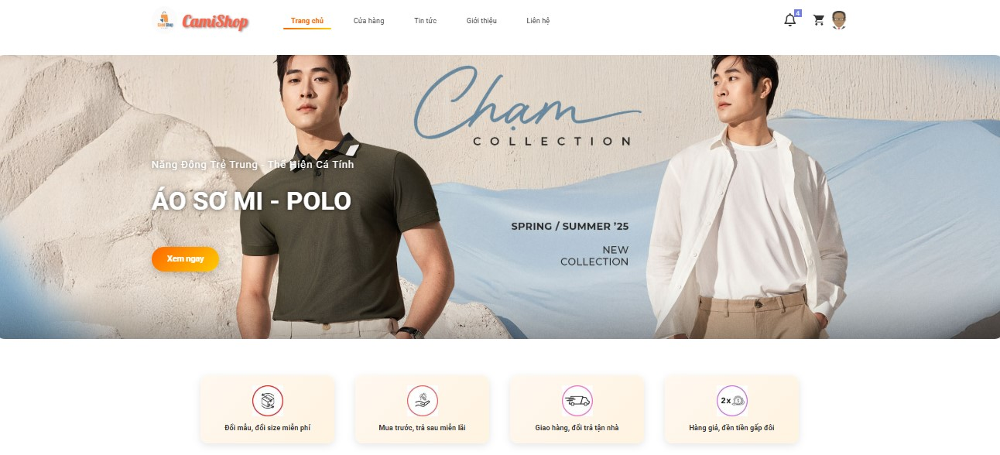 CamiShop
Trang chủ
Cửa hàng
Tin tức
Giới thiệu
Liên hệ
4
Chạm
COLLECTION
Năng Động Trẻ Trung - Thể Hiện Cá Tính
ÁO SƠ MI - POLO
SPRING / SUMMER ’25
NEW
COLLECTION
Xem ngay
Đổi mẫu, đổi size miễn phí
Mua trước, trả sau miễn lãi
Giao hàng, đổi trả tận nhà
2x
Hàng giả, đền tiền gấp đôi